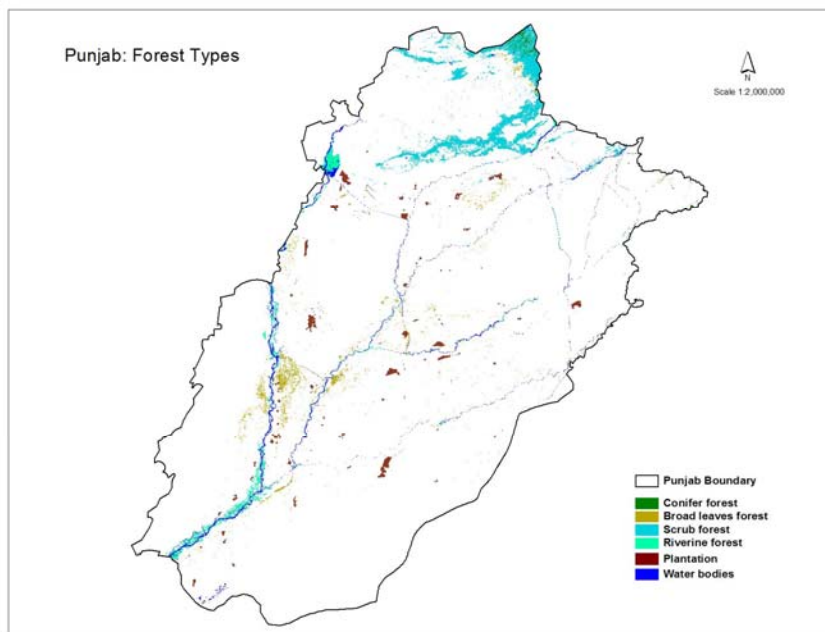 Punjab: Forest Types
N
Scale 1:2,000,000
Punjab Boundary
Conifer forest
Broad leaves forest
Scrub forest
Riverine forest
Plantation
Water bodies